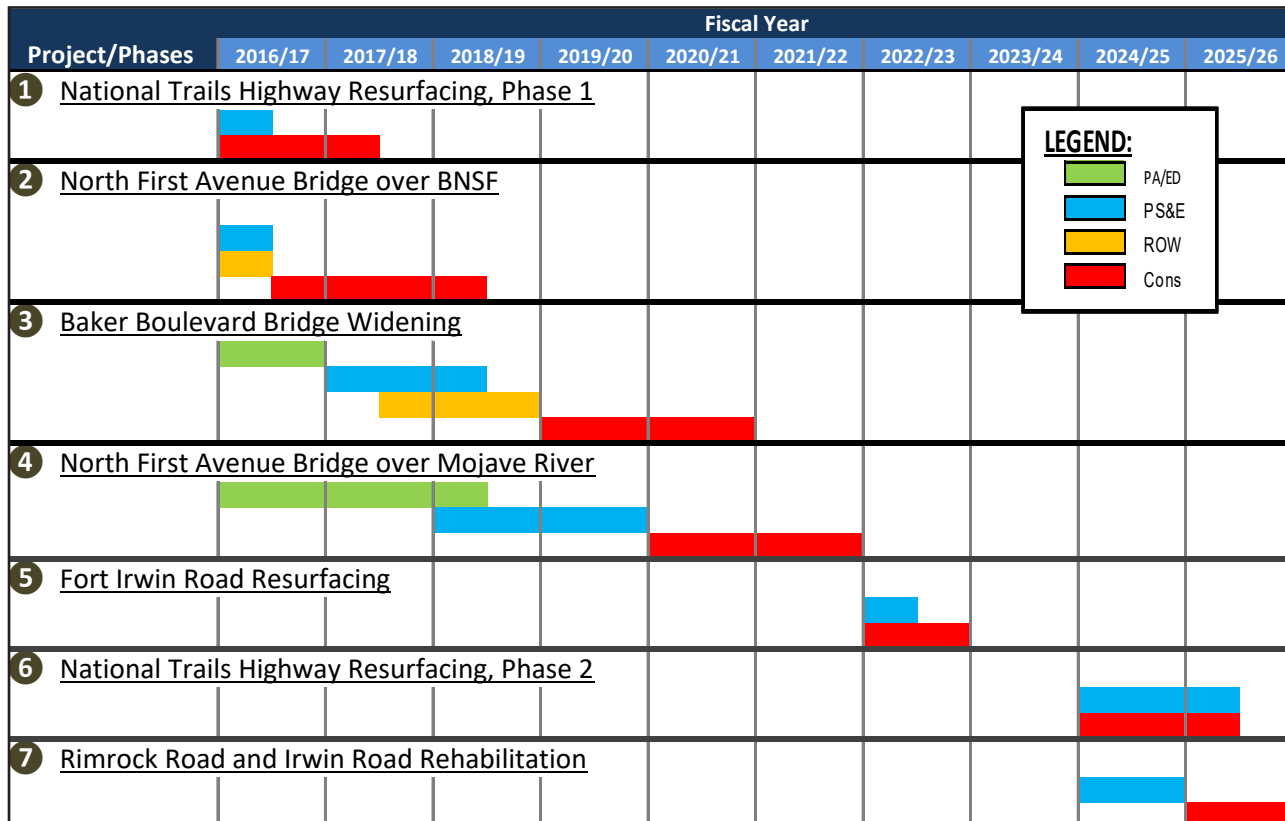 Fiscal Year
Project/Phases 2016/17 2017/18 2018/19 2019/20 2020/21 2021/22 2022/23 2023/24 2024/25 2025/26
1 National Trails Highway Resurfacing, Phase 1
LEGEND:
PA/ED
PS&E
ROW
Cons
2 North First Avenue Bridge over BNSF
3 Baker Boulevard Bridge Widening
4 North First Avenue Bridge over Mojave River
5 Fort Irwin Road Resurfacing
6 National Trails Highway Resurfacing, Phase 2
7 Rimrock Road and Irwin Road Rehabilitation